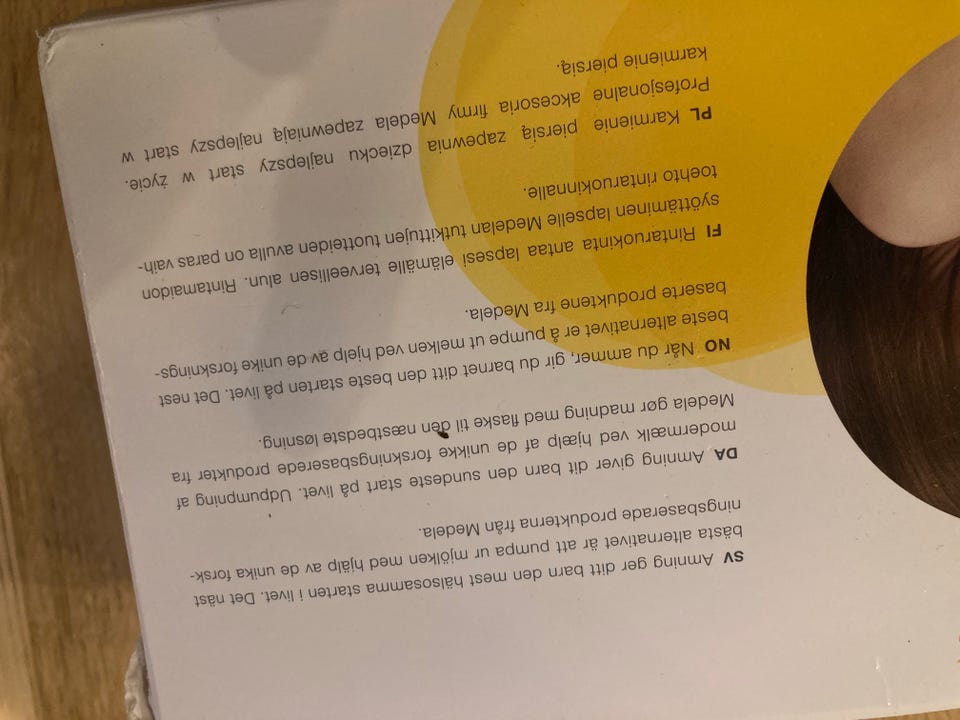 SV Amning ger ditt barn den mest hälsosamma starten i livet. Det näst
bästa alternativet är att pumpa ur mjölken med hjälp av de unika forsk-
ningsbaserade produkterna från Medela.
DA Amning giver dit barn den sundeste start på livet. Udpumpning af
modermælk ved hjælp af de unikke forskningsbaserede produkter fra
Medela gør madning med flaske til den næstbedste løsning.
NO Når du ammer, gir du barnet ditt den beste starten på livet. Det nest
beste alternativet er å pumpe ut melken ved hjelp av de unike forsknings-
baserte produktene fra Medela.
FI Rintaruokinta antaa lapsesi elämälle terveellisen alun. Rintamaidon
syöttäminen lapselle Medelan tutkittujen tuotteiden avulla on paras vaih-
toehto rintaruokinnalle.
PL Karmienie piersią zapewnia dziecku najlepszy start w życie.
Profesjonalne akcesoria firmy Medela zapewniają najlepszy start w
karmienie piersią.